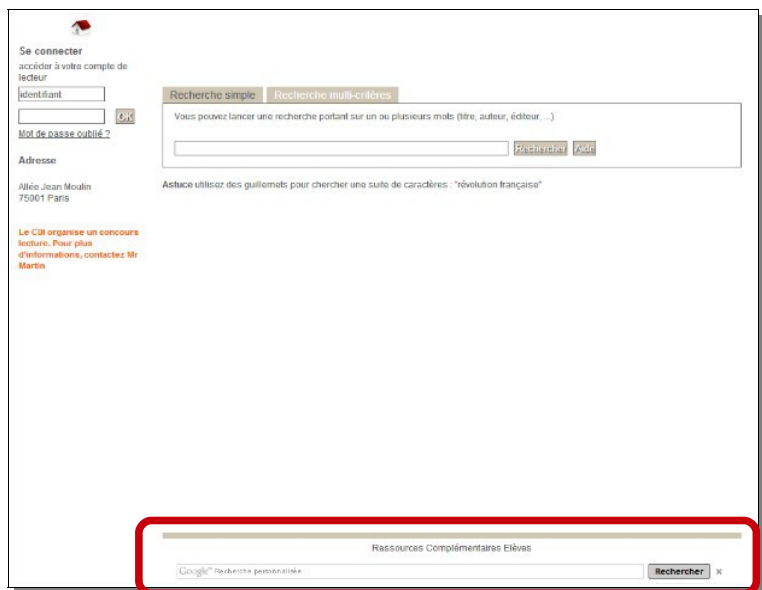 Se connecter
accéder à votre compte de
lecteur
identifiant
OK
Mot de passe oublié ?
Adresse
Allée Jean Moulin
75001 Paris
Le CDI organise un concours
lecture. Pour plus
d'informations, contactez Mr
Martin
Recherche simple Recherche multi-critères
Vous pouvez lancer une recherche portant sur un ou plusieurs mots (titre, auteur, éditeur, ...)
Rechercher Aide
Astuce utilisez des guillemets pour chercher une suite de caractères : "révolution française"
Ressources Complémentaires Elèves
Google™ Recherche personnalisée
Rechercher ×